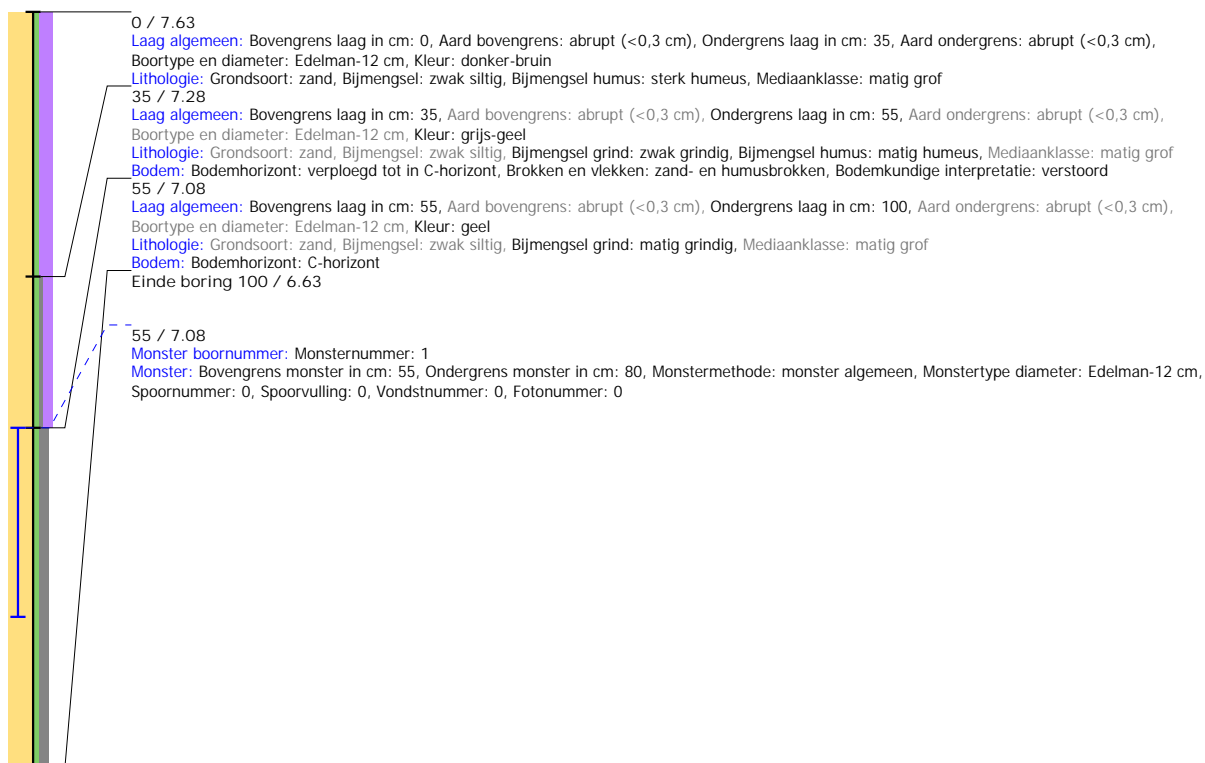 0 / 7.63
Laag algemeen: Bovengrens laag in cm: 0, Aard bovengrens: abrupt (<0,3 cm), Ondergrens laag in cm: 35, Aard ondergrens: abrupt (<0,3 cm),
Boortype en diameter: Edelman-12 cm, Kleur: donker-bruin
Lithologie: Grondsoort: zand, Bijmengsel: zwak siltig, Bijmengsel humus: sterk humeus, Mediaanklasse: matig grof
35 / 7.28
Laag algemeen: Bovengrens laag in cm: 35, Aard bovengrens: abrupt (<0,3 cm), Ondergrens laag in cm: 55, Aard ondergrens: abrupt (<0,3 cm),
Boortype en diameter: Edelman-12 cm, Kleur: grijs-geel
Lithologie: Grondsoort: zand, Bijmengsel: zwak siltig, Bijmengsel grind: zwak grindig, Bijmengsel humus: matig humeus, Mediaanklasse: matig grof
Bodem: Bodemhorizont: verploegd tot in C-horizont, Brokken en vlekken: zand- en humusbrokken, Bodemkundige interpretatie: verstoord
55 / 7.08
Laag algemeen: Bovengrens laag in cm: 55, Aard bovengrens: abrupt (<0,3 cm), Ondergrens laag in cm: 100, Aard ondergrens: abrupt (<0,3 cm),
Boortype en diameter: Edelman-12 cm, Kleur: geel
Lithologie: Grondsoort: zand, Bijmengsel: zwak siltig, Bijmengsel grind: matig grindig, Mediaanklasse: matig grof
Bodem: Bodemhorizont: C-horizont
Einde boring 100 / 6.63
55 / 7.08
Monster boornummer: Monsternummer: 1
Monster: Bovengrens monster in cm: 55, Ondergrens monster in cm: 80, Monstermethode: monster algemeen, Monstertype diameter: Edelman-12 cm,
Spoornummer: 0, Spoorvulling: 0, Vondstnummer: 0, Fotonummer: 0